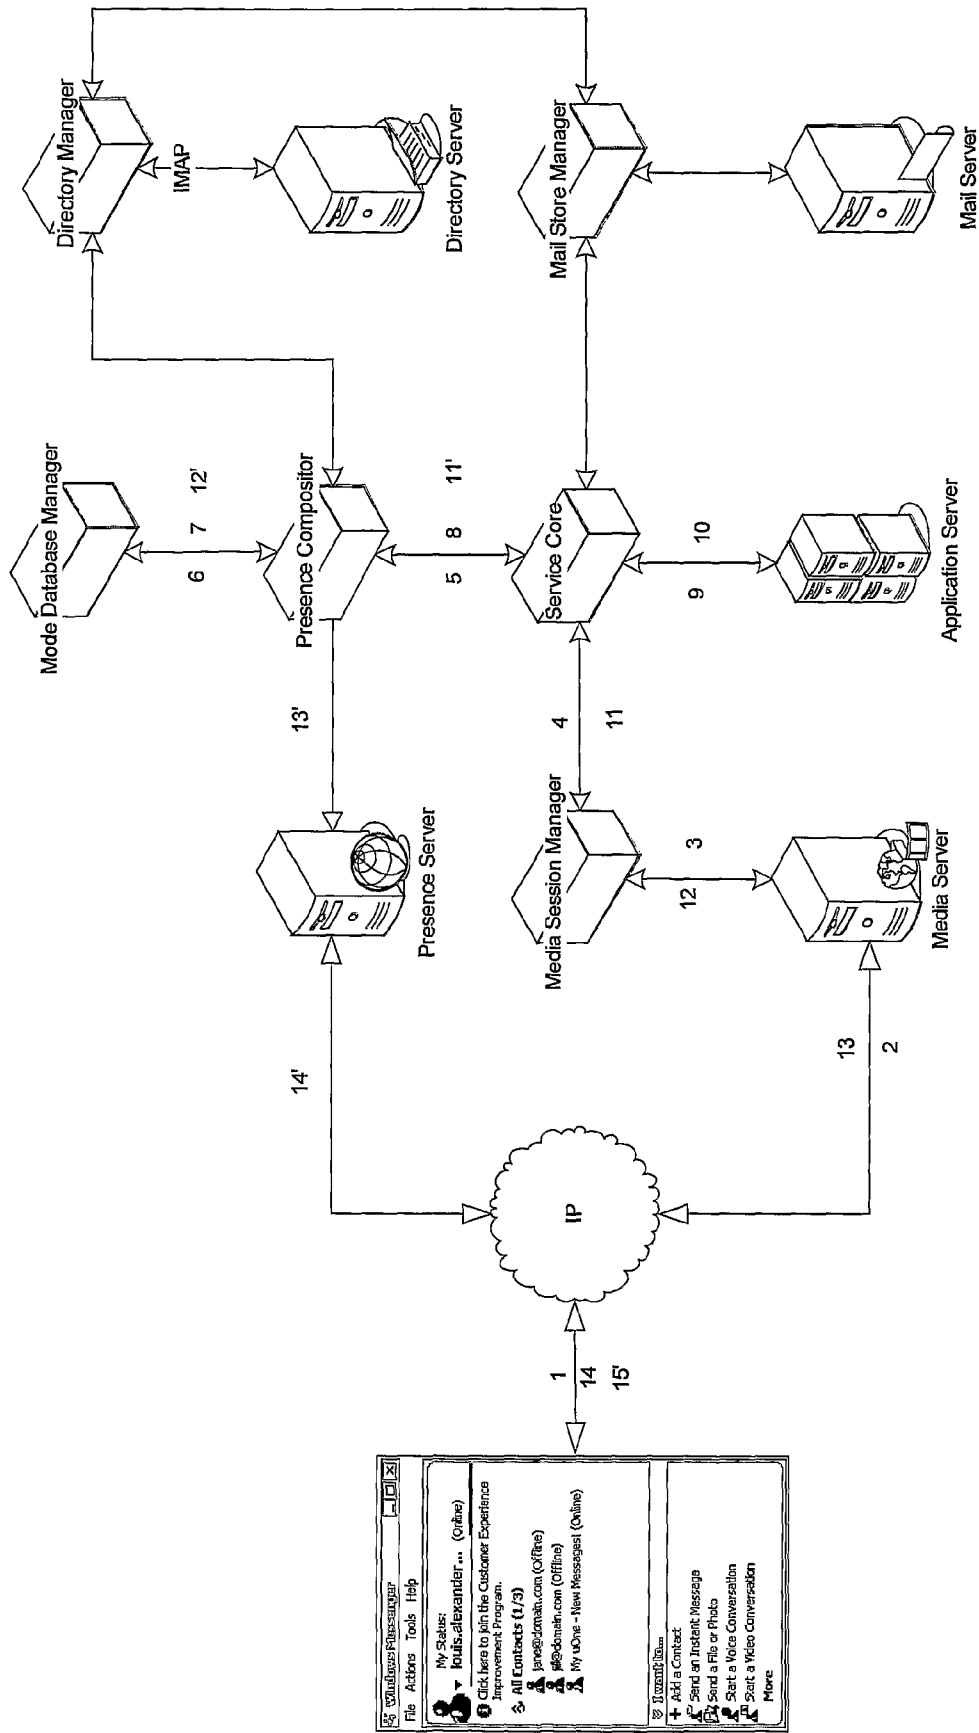 Windows Messenger
File Actions Tools Help
My Status:
louis.alexander... (Online)
Click here to join the Customer Experience
Improvement Program.
All Contacts (1/3)
jane@domain.com (Offline)
jill@domain.com (Offline)
My uOne - New Messages! (Online)
I want to...
Add a Contact
Send an Instant Message
Send a File or Photo
Start a Voice Conversation
Start a Video Conversation
More
1
14
15'
IP
14'
13
2
Presence Server
Media Session Manager
12
3
Media Server
13'
4
11
Mode Database Manager
6
7
12'
Presence Compositor
5
8
11'
Service Core
9
10
Application Server
Directory Manager
IMAP
Directory Server
Mail Store Manager
Mail Server